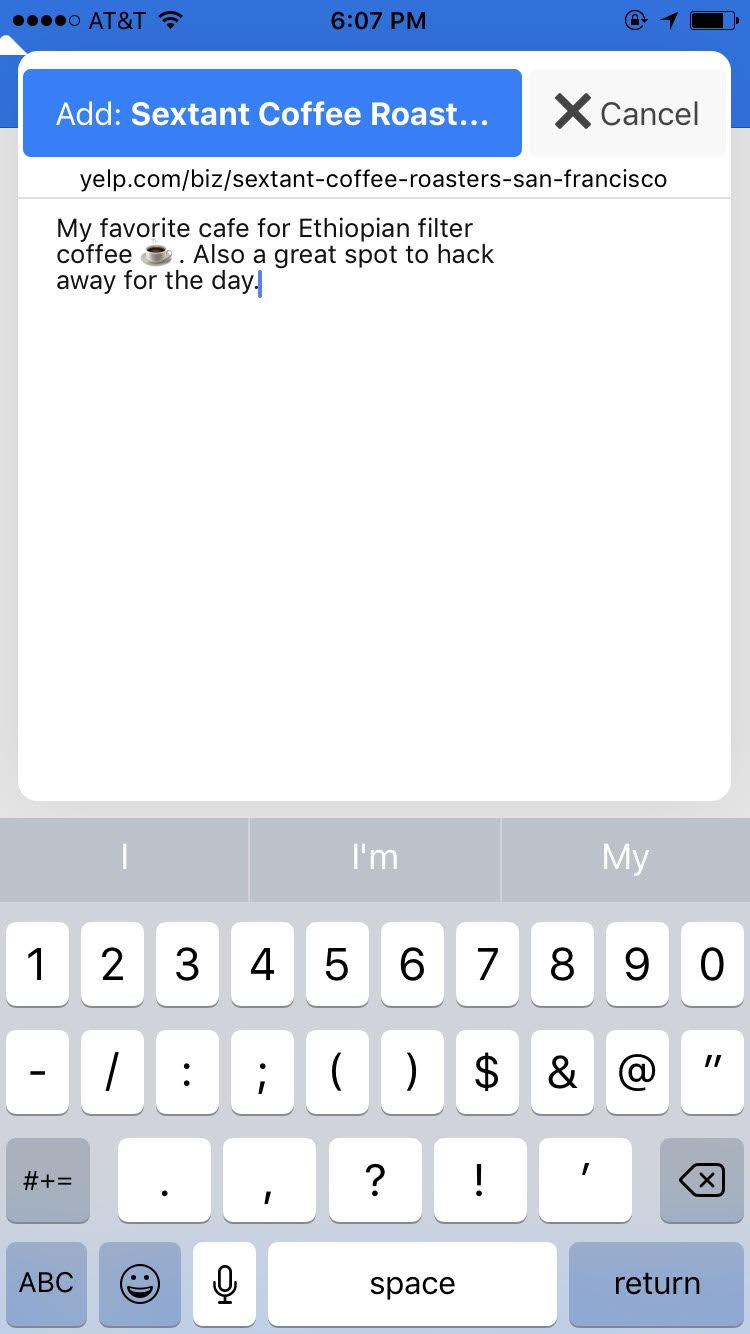 AT&T 6:07 PM
Add: Sextant Coffee Roast... Cancel
yelp.com/biz/sextant-coffee-roasters-san-francisco
My favorite cafe for Ethiopian filter
coffee ☕. Also a great spot to hack
away for the day.
I I'm My
1 2 3 4 5 6 7 8 9 0
- / : ; ( ) $ & @ "
#+= . , ? ! '
ABC space return